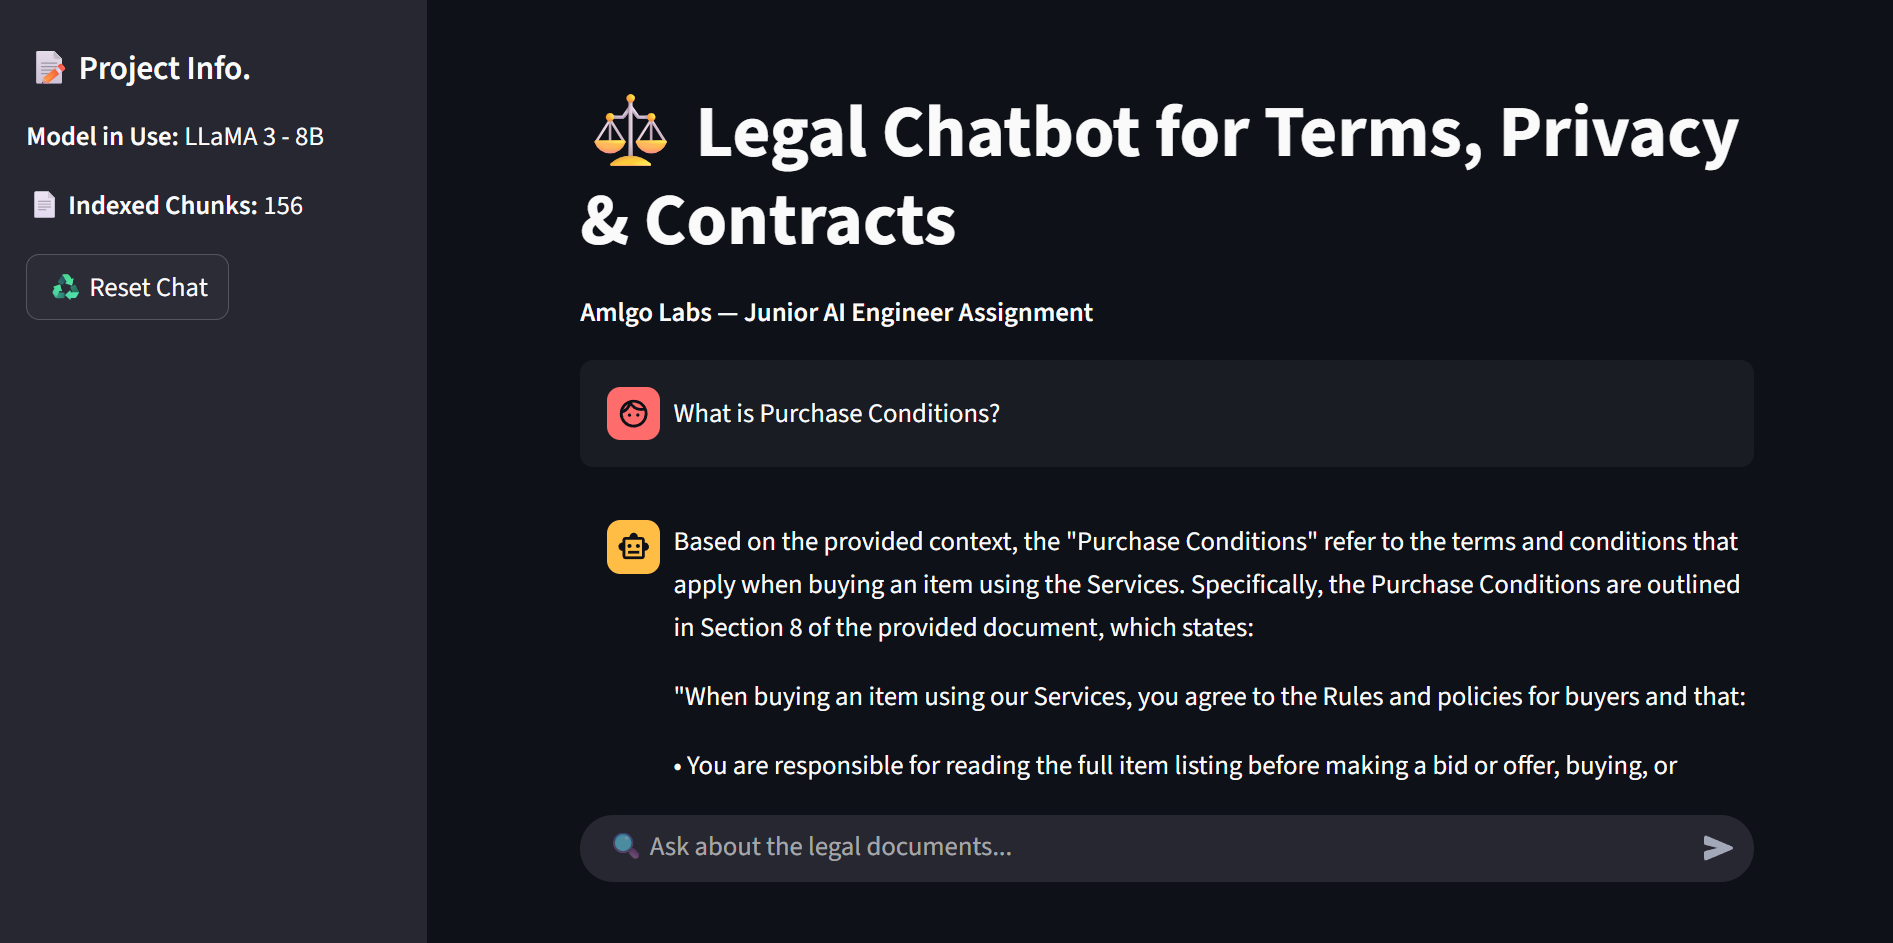 Project Info.
Model in Use: LLaMA 3 - 8B
Indexed Chunks: 156
Reset Chat
Legal Chatbot for Terms, Privacy
& Contracts
Amlgo Labs — Junior AI Engineer Assignment
What is Purchase Conditions?
Based on the provided context, the "Purchase Conditions" refer to the terms and conditions that
apply when buying an item using the Services. Specifically, the Purchase Conditions are outlined
in Section 8 of the provided document, which states:
"When buying an item using our Services, you agree to the Rules and policies for buyers and that:
• You are responsible for reading the full item listing before making a bid or offer, buying, or
Ask about the legal documents...